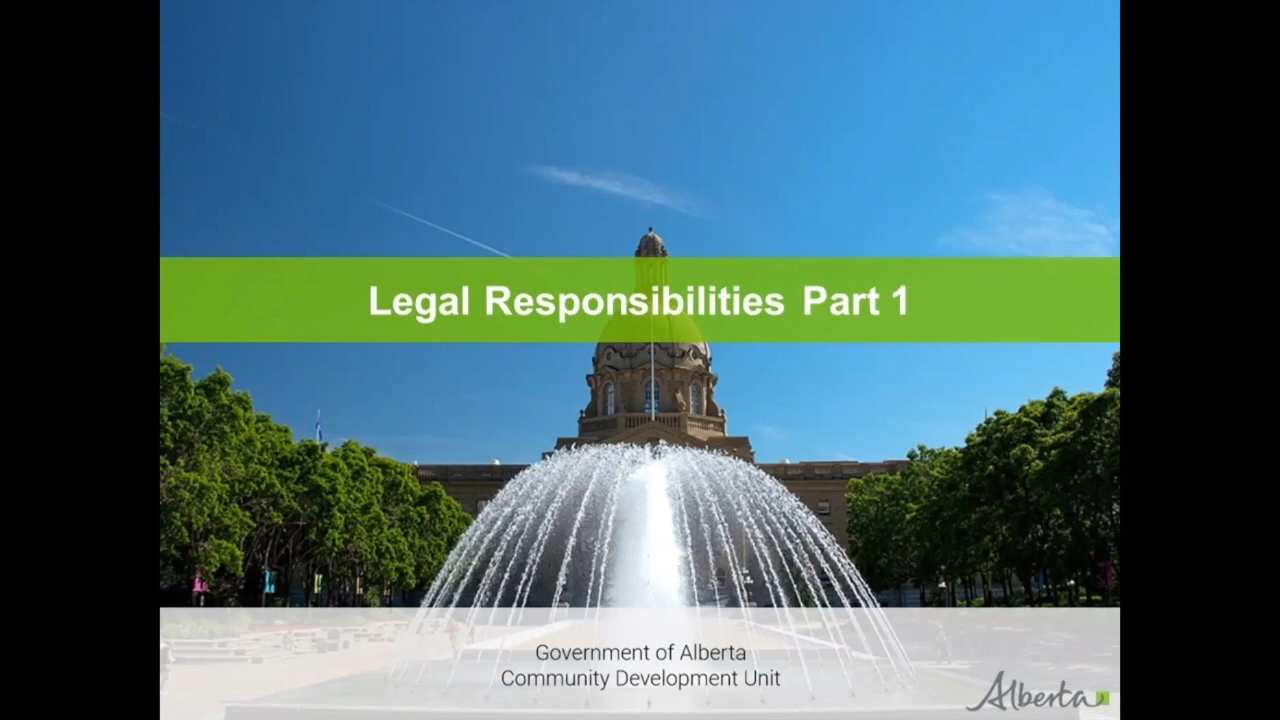 Legal Responsibilities Part 1
Government of Alberta
Community Development Unit
Alberta